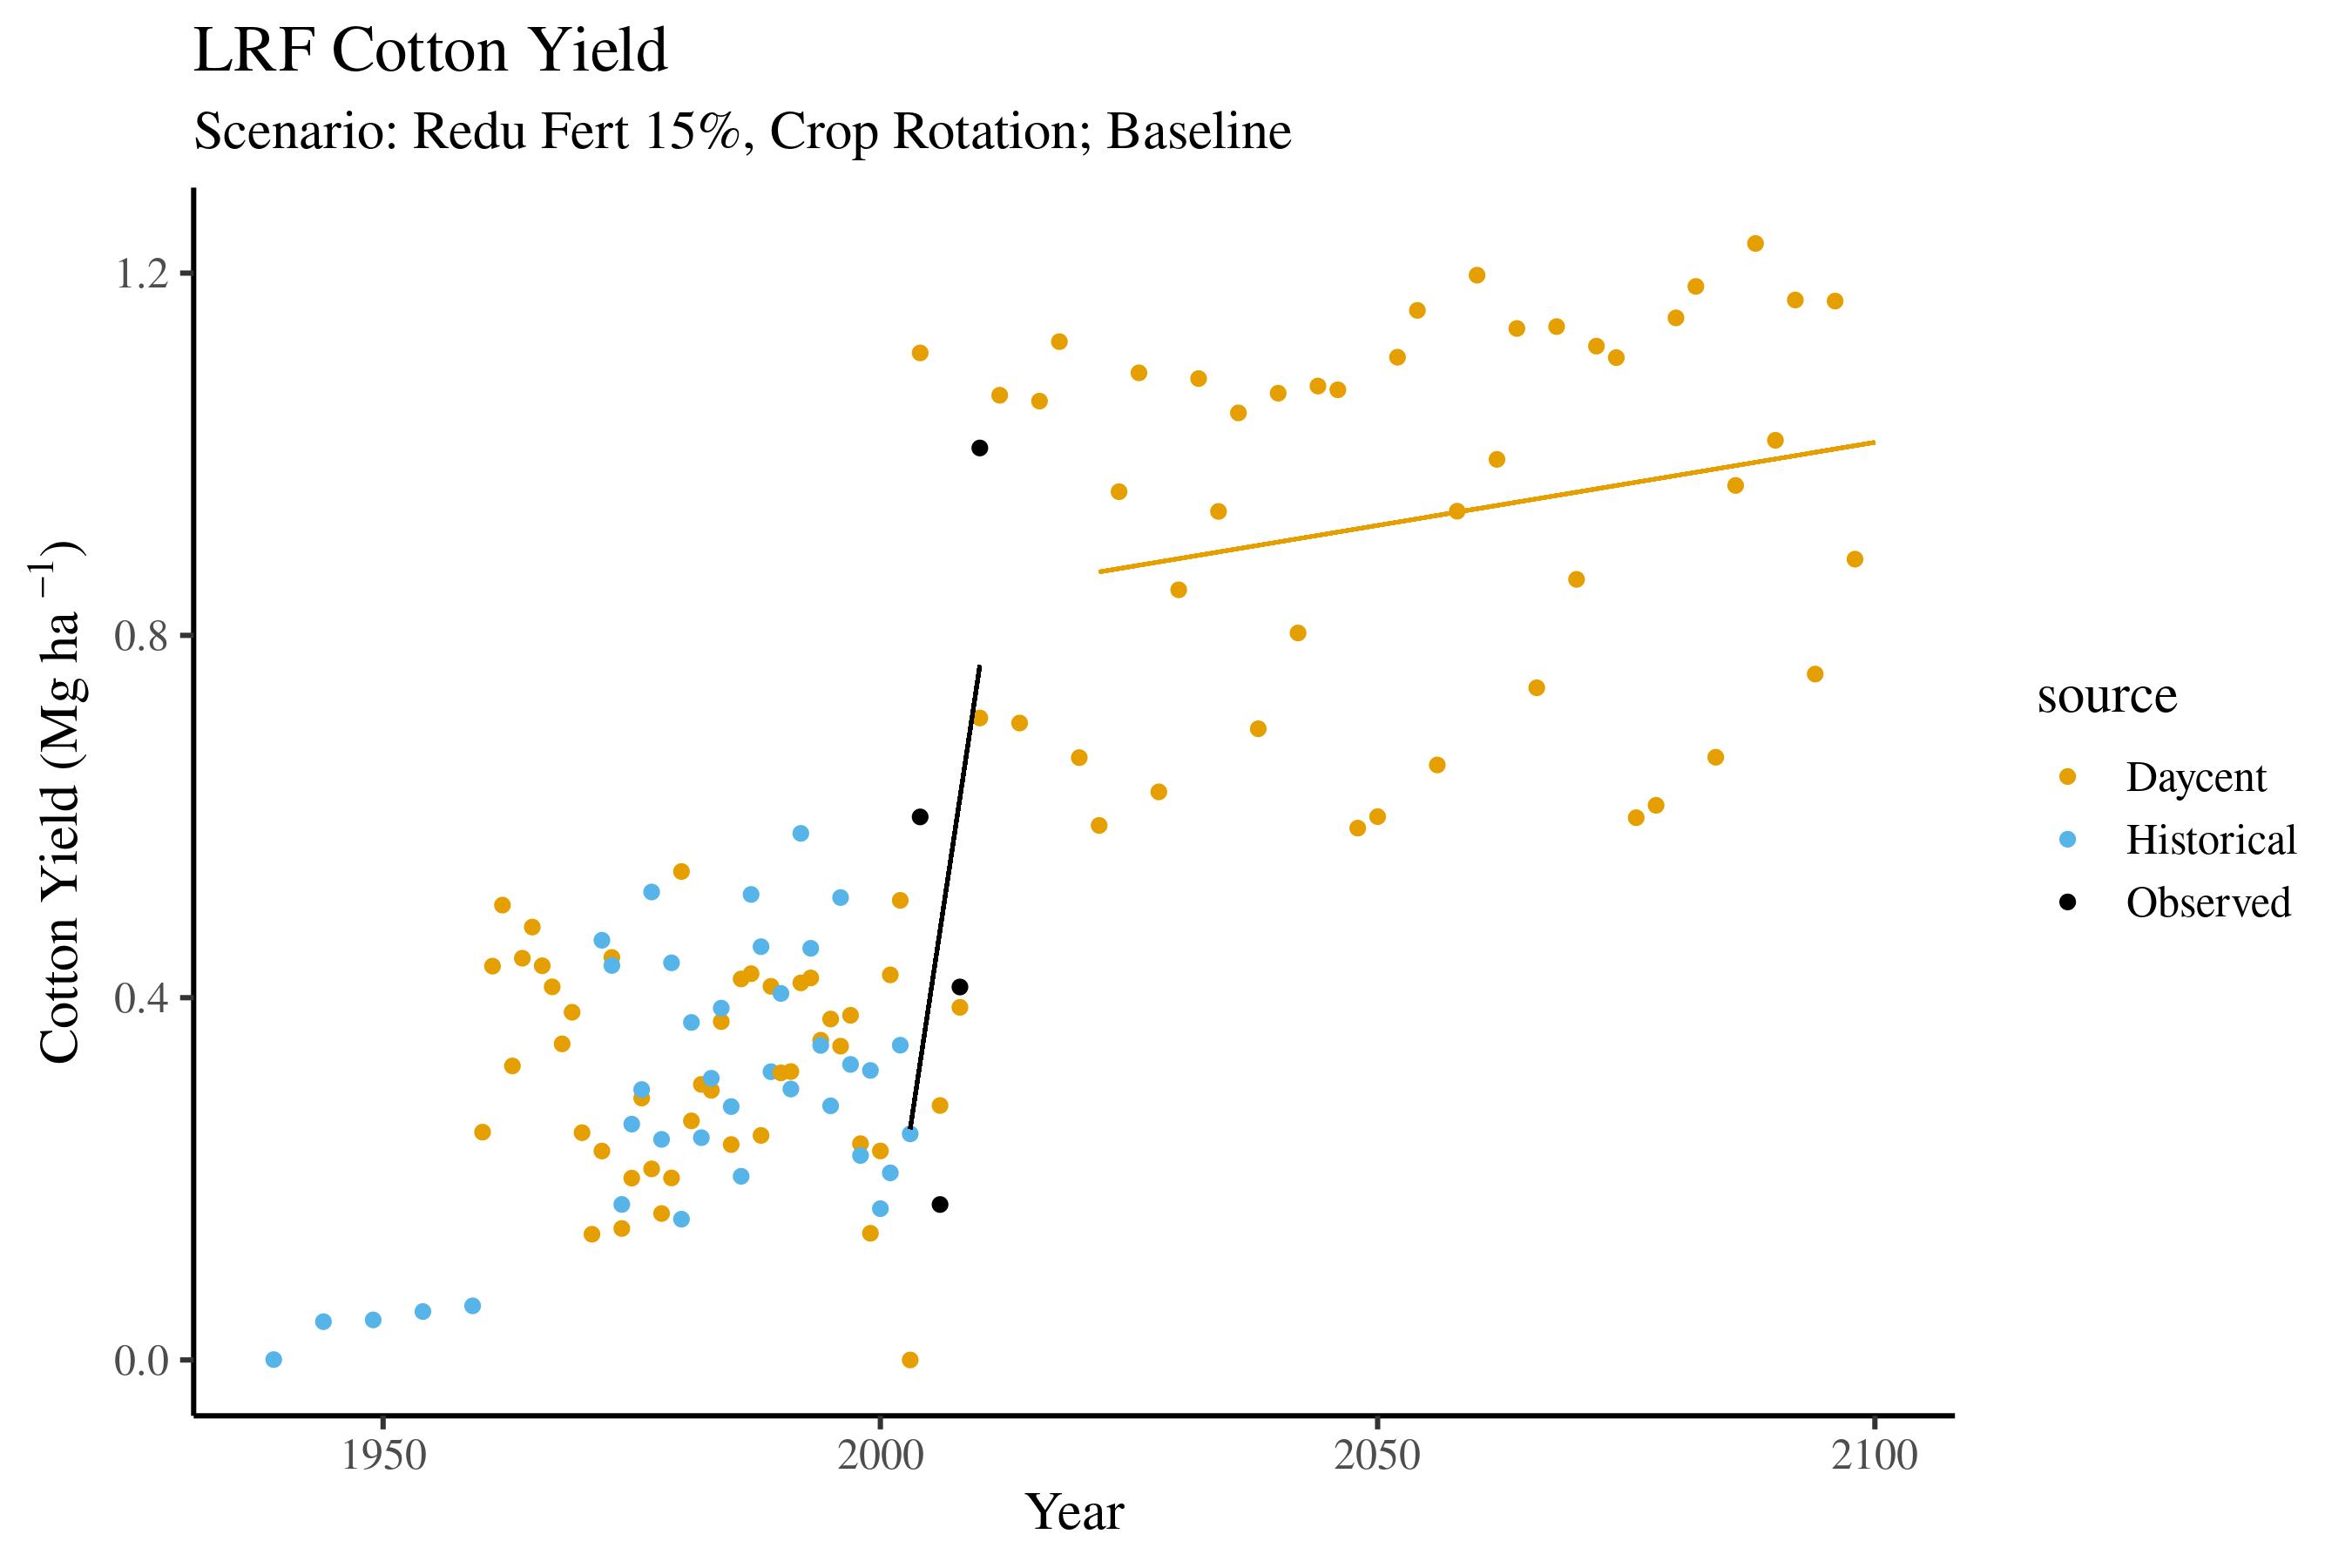 LRF Cotton Yield
Scenario: Redu Fert 15%, Crop Rotation; Baseline
Cotton Yield (Mg ha −1)
1.2
0.8
0.4
0.0
1950 2000 2050 2100
Year
source
Daycent
Historical
Observed